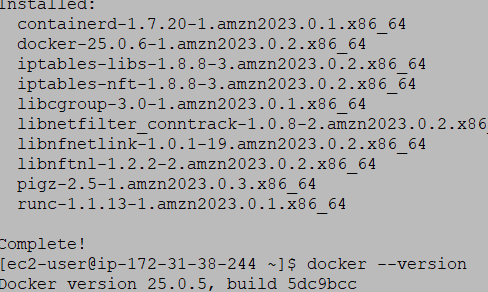 Installed:
containerd-1.7.20-1.amzn2023.0.1.x86_64
docker-25.0.6-1.amzn2023.0.2.x86_64
iptables-libs-1.8.8-3.amzn2023.0.2.x86_64
iptables-nft-1.8.8-3.amzn2023.0.2.x86_64
libcgroup-3.0-1.amzn2023.0.1.x86_64
libnetfilter_conntrack-1.0.8-2.amzn2023.0.2.x86_
libnfnetlink-1.0.1-19.amzn2023.0.2.x86_64
libnftnl-1.2.2-2.amzn2023.0.2.x86_64
pigz-2.5-1.amzn2023.0.3.x86_64
runc-1.1.13-1.amzn2023.0.1.x86_64
Complete!
[ec2-user@ip-172-31-38-244 ~]$ docker --version
Docker version 25.0.5, build 5dc9bcc